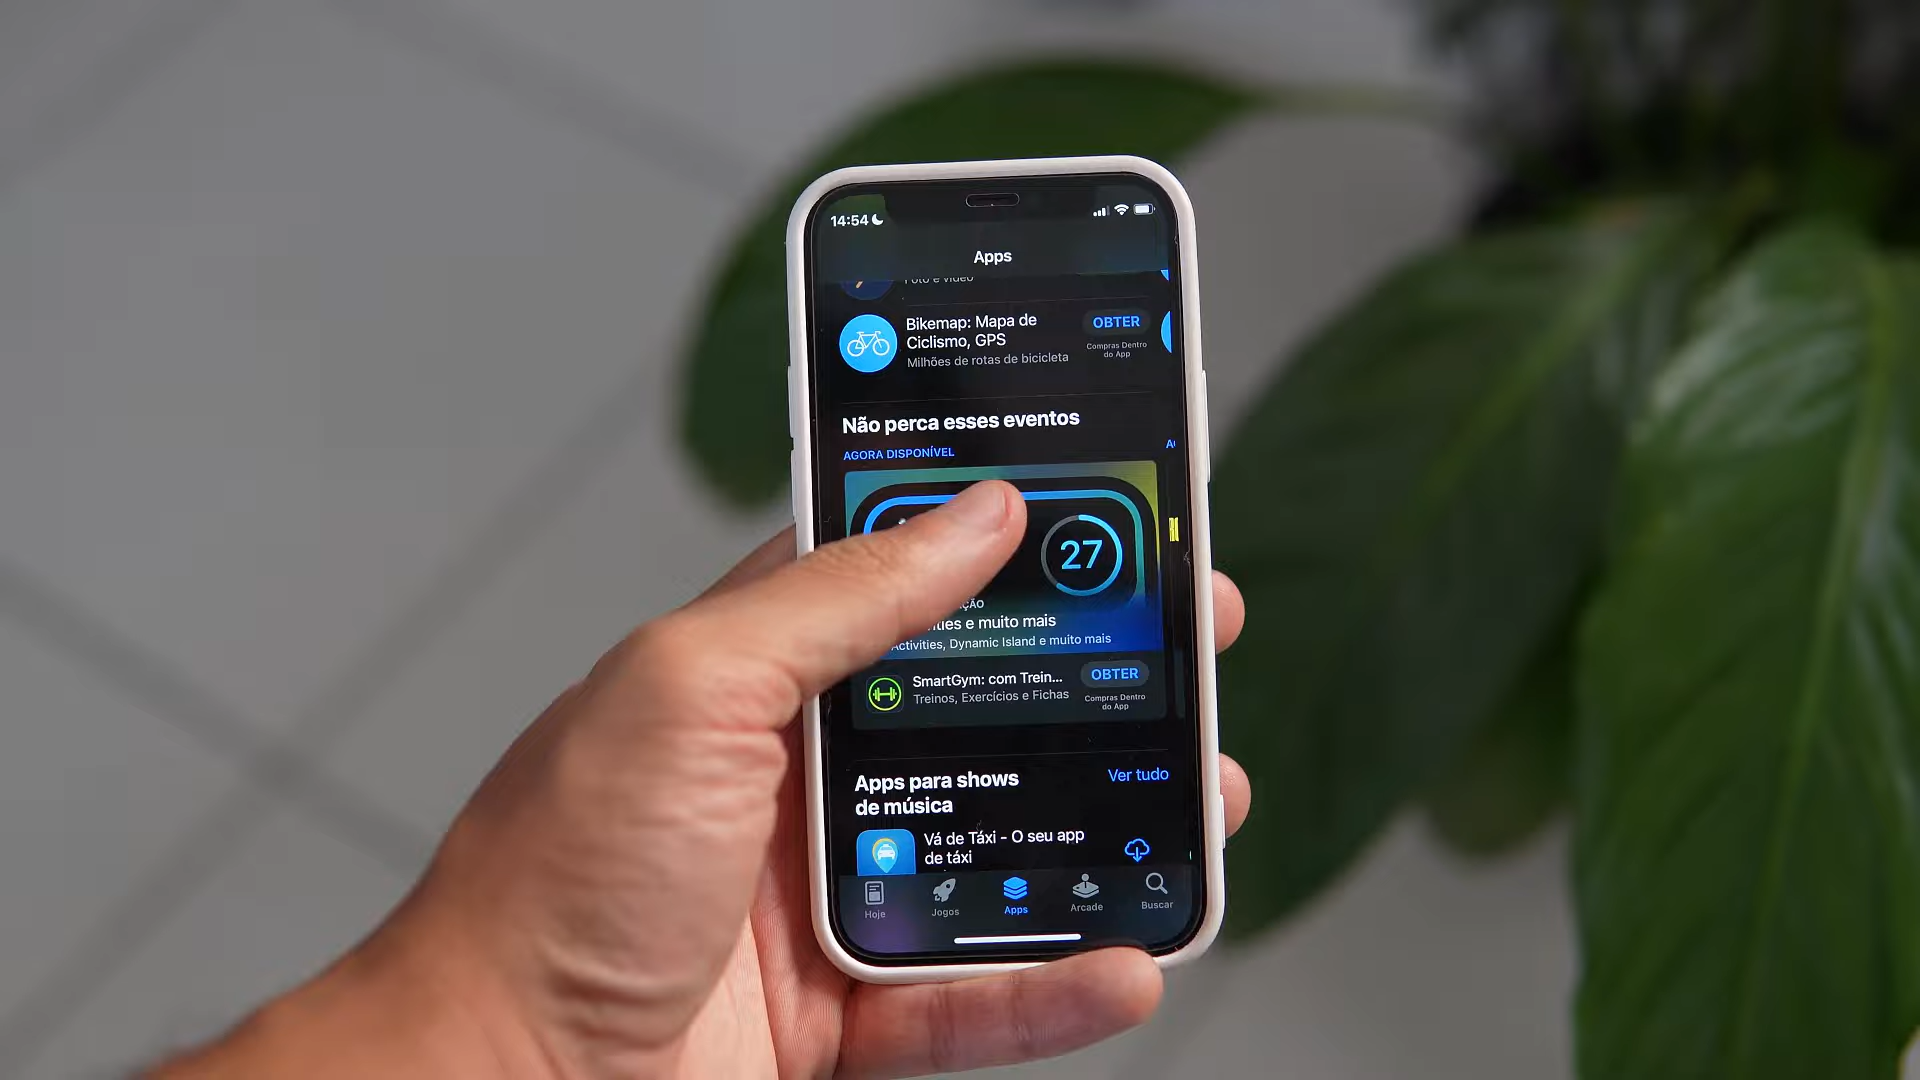 14:54
Apps
Foto e vídeo
Bikemap: Mapa de
Ciclismo, GPS
Milhões de rotas de bicicleta
OBTER
Compras Dentro
do App
Não perca esses eventos
AGORA DISPONÍVEL
27
e muito mais
Activities, Dynamic Island e muito mais
SmartGym: com Trein...
Treinos, Exercícios e Fichas
OBTER
Compras Dentro
do App
Apps para shows
de música
Ver tudo
Vá de Táxi - O seu app
de táxi
Hoje
Jogos
Apps
Arcade
Buscar